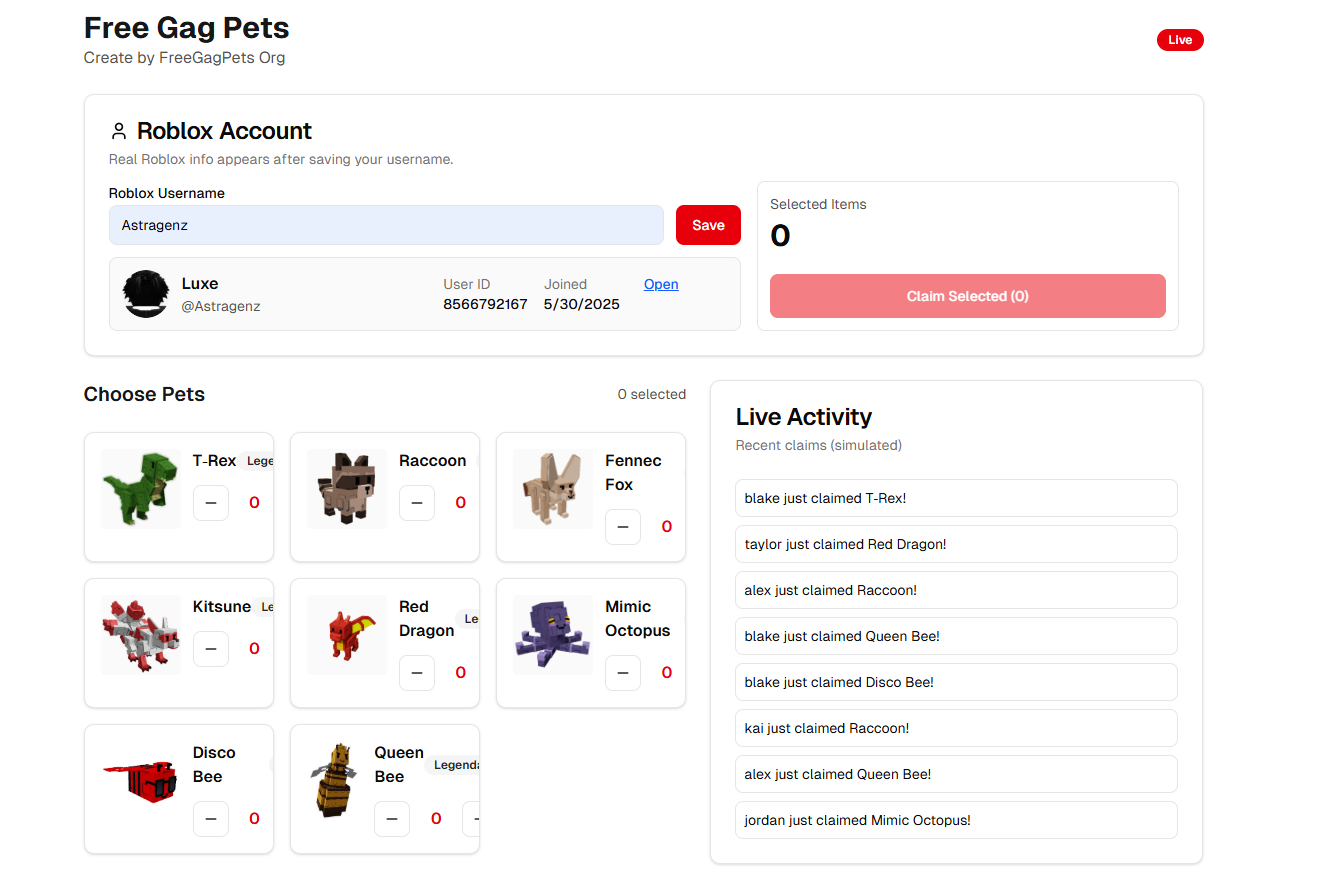 Free Gag Pets
Create by FreeGagPets Org
Live
Roblox Account
Real Roblox info appears after saving your username.
Roblox Username
Astragenz
Save
Luxe
@Astragenz
User ID
8566792167
Joined
5/30/2025
Open
Selected Items
0
Claim Selected (0)
Choose Pets
0 selected
T-Rex
Lege
0
Raccoon
0
Fennec
Fox
0
Kitsune
Le
0
Red
Dragon
Le
0
Mimic
Octopus
0
Disco
Bee
0
Queen
Bee
Legenda
0
Live Activity
Recent claims (simulated)
blake just claimed T-Rex!
taylor just claimed Red Dragon!
alex just claimed Raccoon!
blake just claimed Queen Bee!
blake just claimed Disco Bee!
kai just claimed Raccoon!
alex just claimed Queen Bee!
jordan just claimed Mimic Octopus!